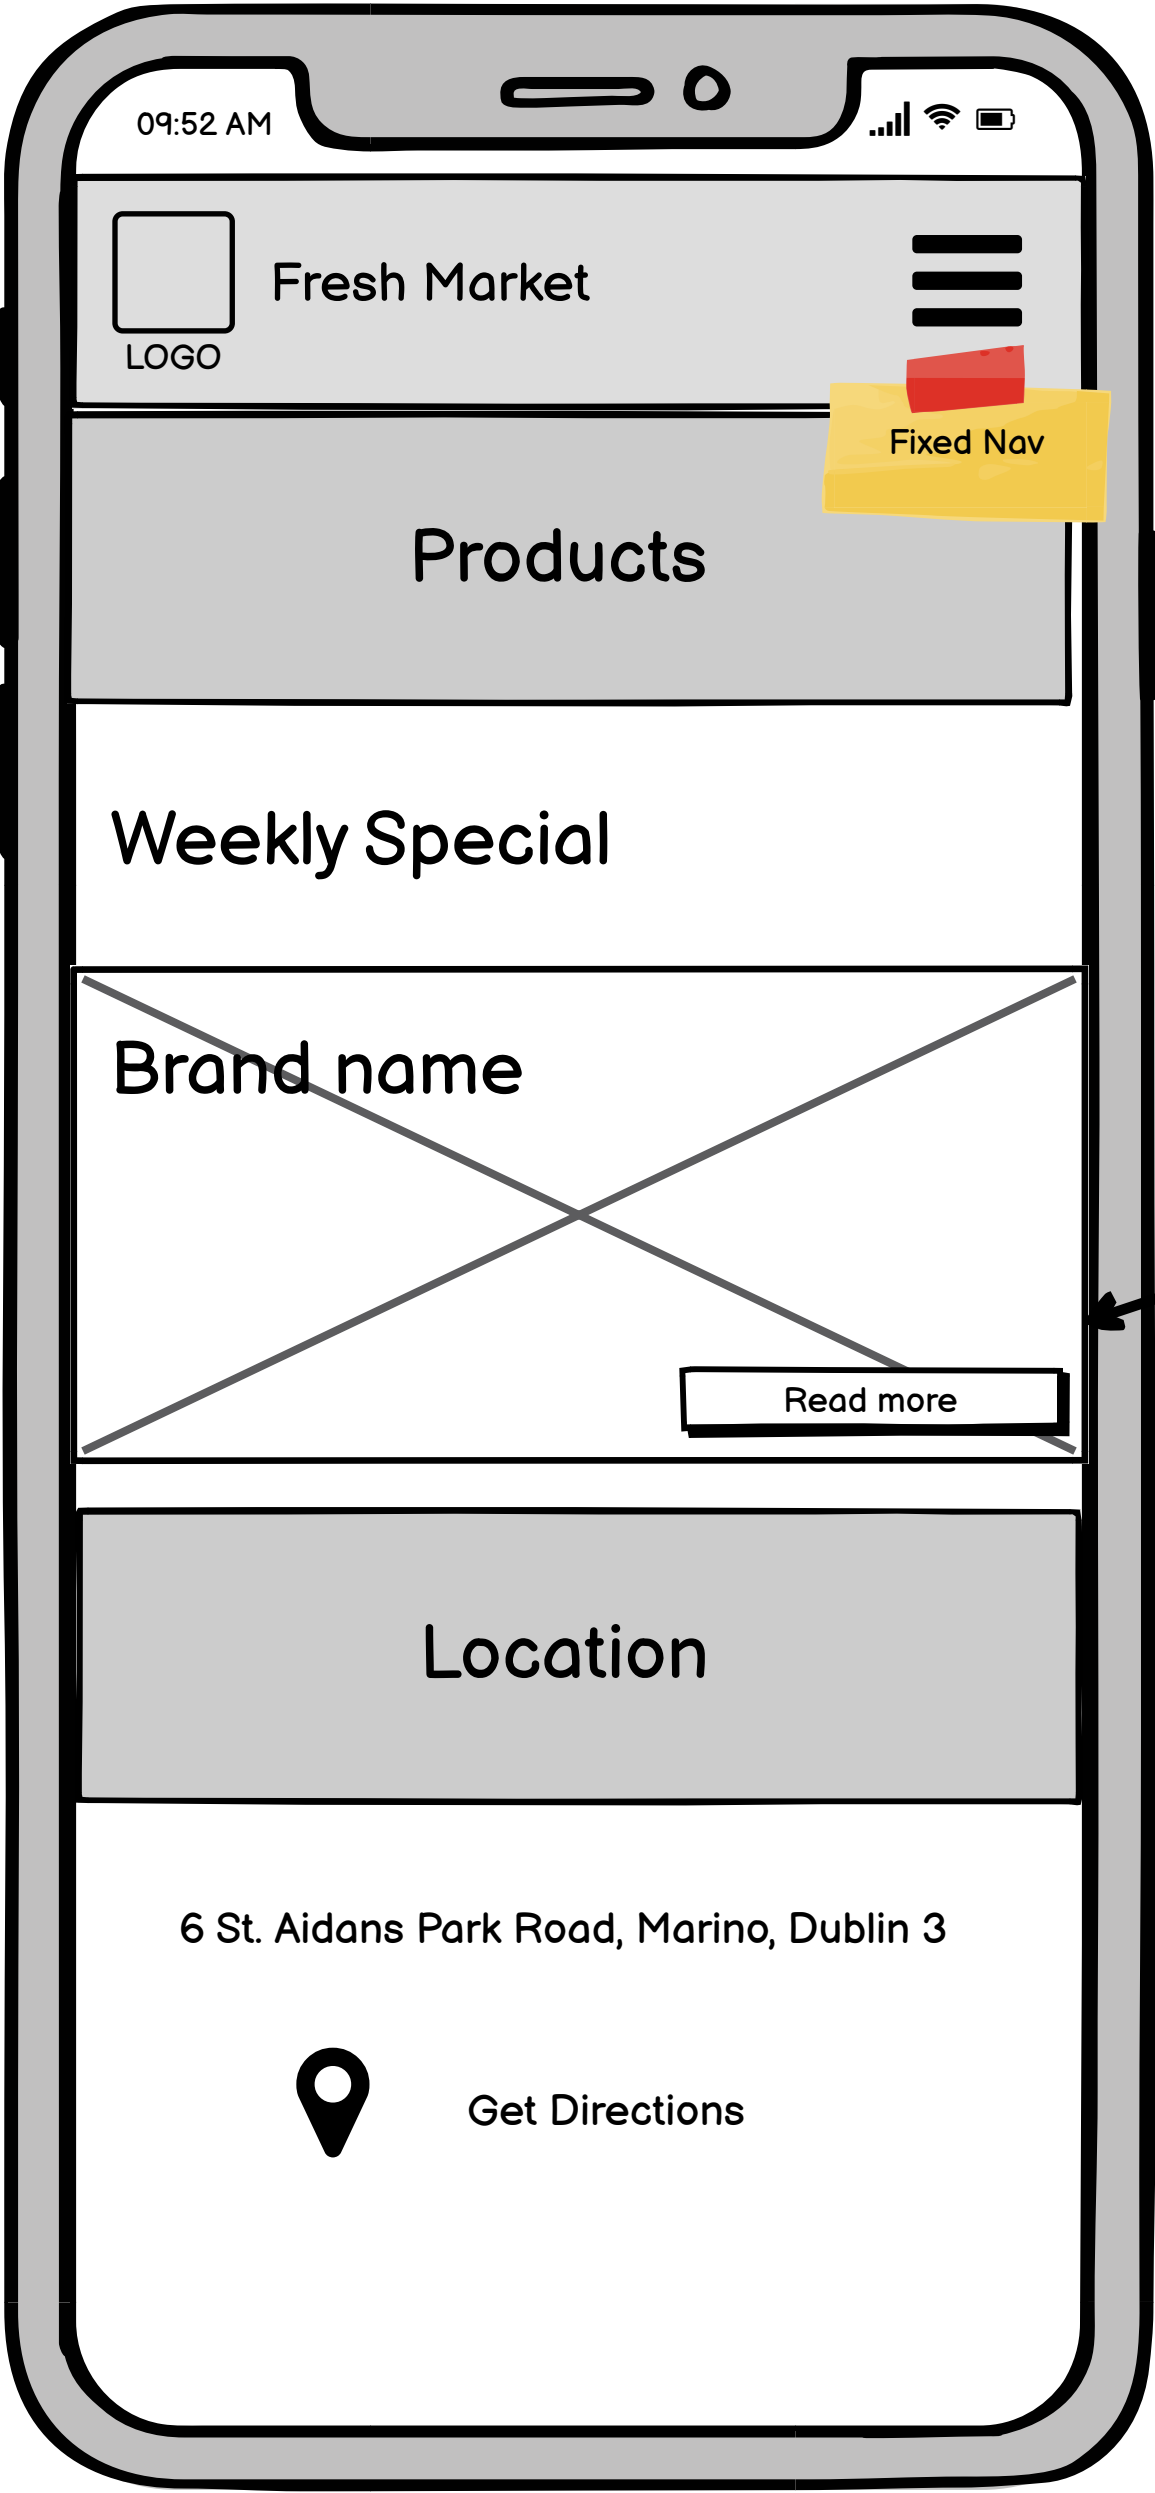 09:52 AM
Fresh Market
LOGO
Fixed Nav
Products
Weekly Special
Brand name
Read more
Location
6 St. Aidans Park Road, Marino, Dublin 3
Get Directions